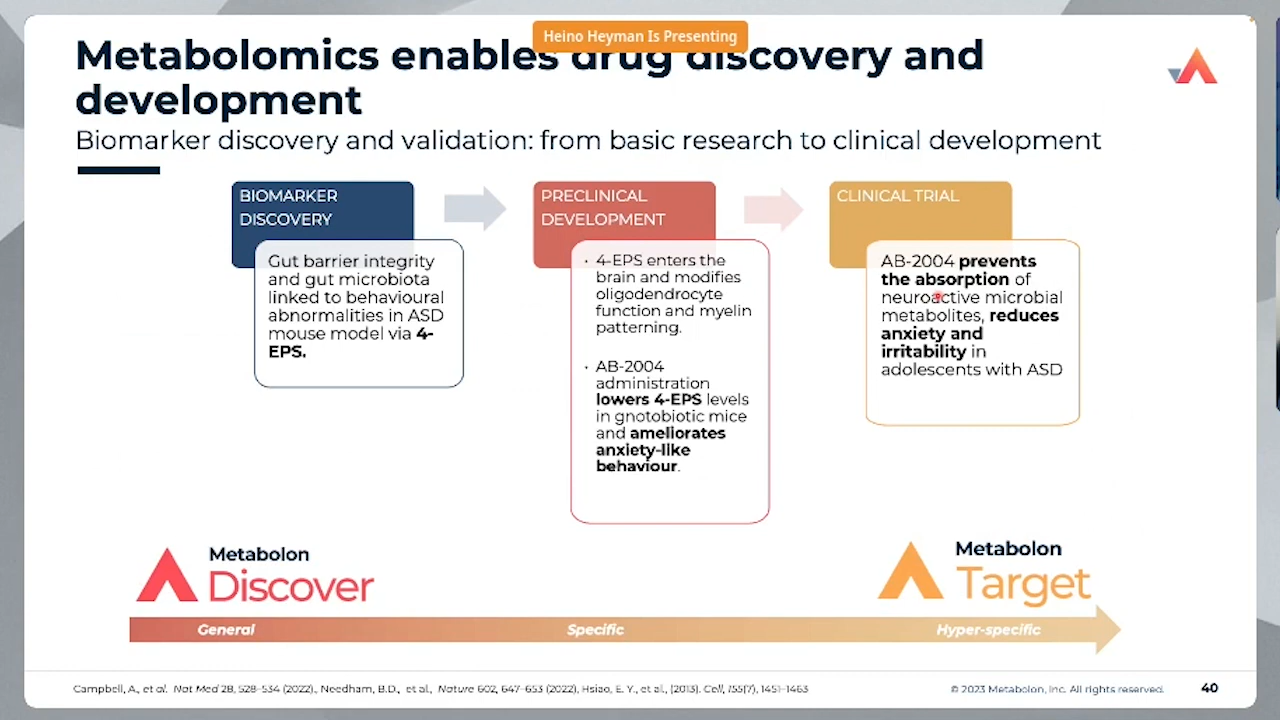 Heino Heyman Is Presenting
Metabolomics enables drug discovery and
development
Biomarker discovery and validation: from basic research to clinical development
BIOMARKER
DISCOVERY
Gut barrier integrity
and gut microbiota
linked to behavioural
abnormalities in ASD
mouse model via 4-
EPS.
PRECLINICAL
DEVELOPMENT
• 4-EPS enters the
brain and modifies
oligodendrocyte
function and myelin
patterning.
• AB-2004
administration
lowers 4-EPS levels
in gnotobiotic mice
and ameliorates
anxiety-like
behaviour.
CLINICAL TRIAL
AB-2004 prevents
the absorption of
neuroactive microbial
metabolites, reduces
anxiety and
irritability in
adolescents with ASD
Metabolon
Discover
Metabolon
Target
General
Specific
Hyper-specific
Campbell, A., et al. Nat Med 28, 528–534 (2022)., Needham, B.D., et al., Nature 602, 647–653 (2022), Hsiao, E. Y., et al., (2013). Cell, 155(7), 1451–1463
© 2023 Metabolon, Inc. All rights reserved.
40